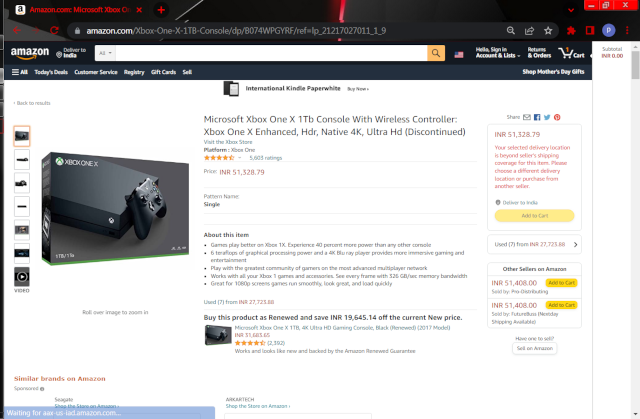 Amazon.com: Microsoft Xbox On
amazon.com/Xbox-One-X-1TB-Console/dp/B074WPGYRF/ref=lp_21217027011_1_9
amazon
Deliver to
India
All
Hello, Sign in
Account & Lists
Returns
& Orders
1
Cart
Subtotal
INR 0.00
All
Today's Deals
Customer Service
Registry
Gift Cards
Sell
Shop Mother's Day Gifts
International Kindle Paperwhite
Buy Now ›
‹ Back to results
XBOX ONE X
1TB/1To
VIDEO
Roll over image to zoom in
Microsoft Xbox One X 1Tb Console With Wireless Controller:
Xbox One X Enhanced, Hdr, Native 4K, Ultra Hd (Discontinued)
Visit the Xbox Store
Platform : Xbox One
5,603 ratings
Price: INR 51,328.79
Pattern Name:
Single
About this item
• Games play better on Xbox 1X. Experience 40 percent more power than any other console
• 6 teraflops of graphical processing power and a 4K Blu ray player provides more immersive gaming and
entertainment
• Play with the greatest community of gamers on the most advanced multiplayer network
• Works with all your Xbox 1 games and accessories. See every frame with 326 GB/sec memory bandwidth
• Great for 1080p screens games run smoothly, look great, and load quickly
Used (7) from INR 27,723.88
Buy this product as Renewed and save INR 19,645.14 off the current New price.
Microsoft Xbox One X 1TB, 4K Ultra HD Gaming Console, Black (Renewed) (2017 Model)
INR 31,683.65
(2,392)
Works and looks like new and backed by the Amazon Renewed Guarantee
Share
INR 51,328.79
Your selected delivery location
is beyond seller's shipping
coverage for this item. Please
choose a different delivery
location or purchase from
another seller.
Deliver to India
Add to Cart
Used (7) from INR 27,723.88
Other Sellers on Amazon
INR 51,408.00
Add to Cart
Sold by: Pro-Distributing
INR 51,408.00
Add to Cart
Sold by: FutureBuss (Nextday
Shipping Available)
Have one to sell?
Sell on Amazon
Similar brands on Amazon
Sponsored
Seagate
Shop the Store on Amazon ›
ARKARTECH
Shop the Store on Amazon ›
Waiting for aax-us-iad.amazon.com...